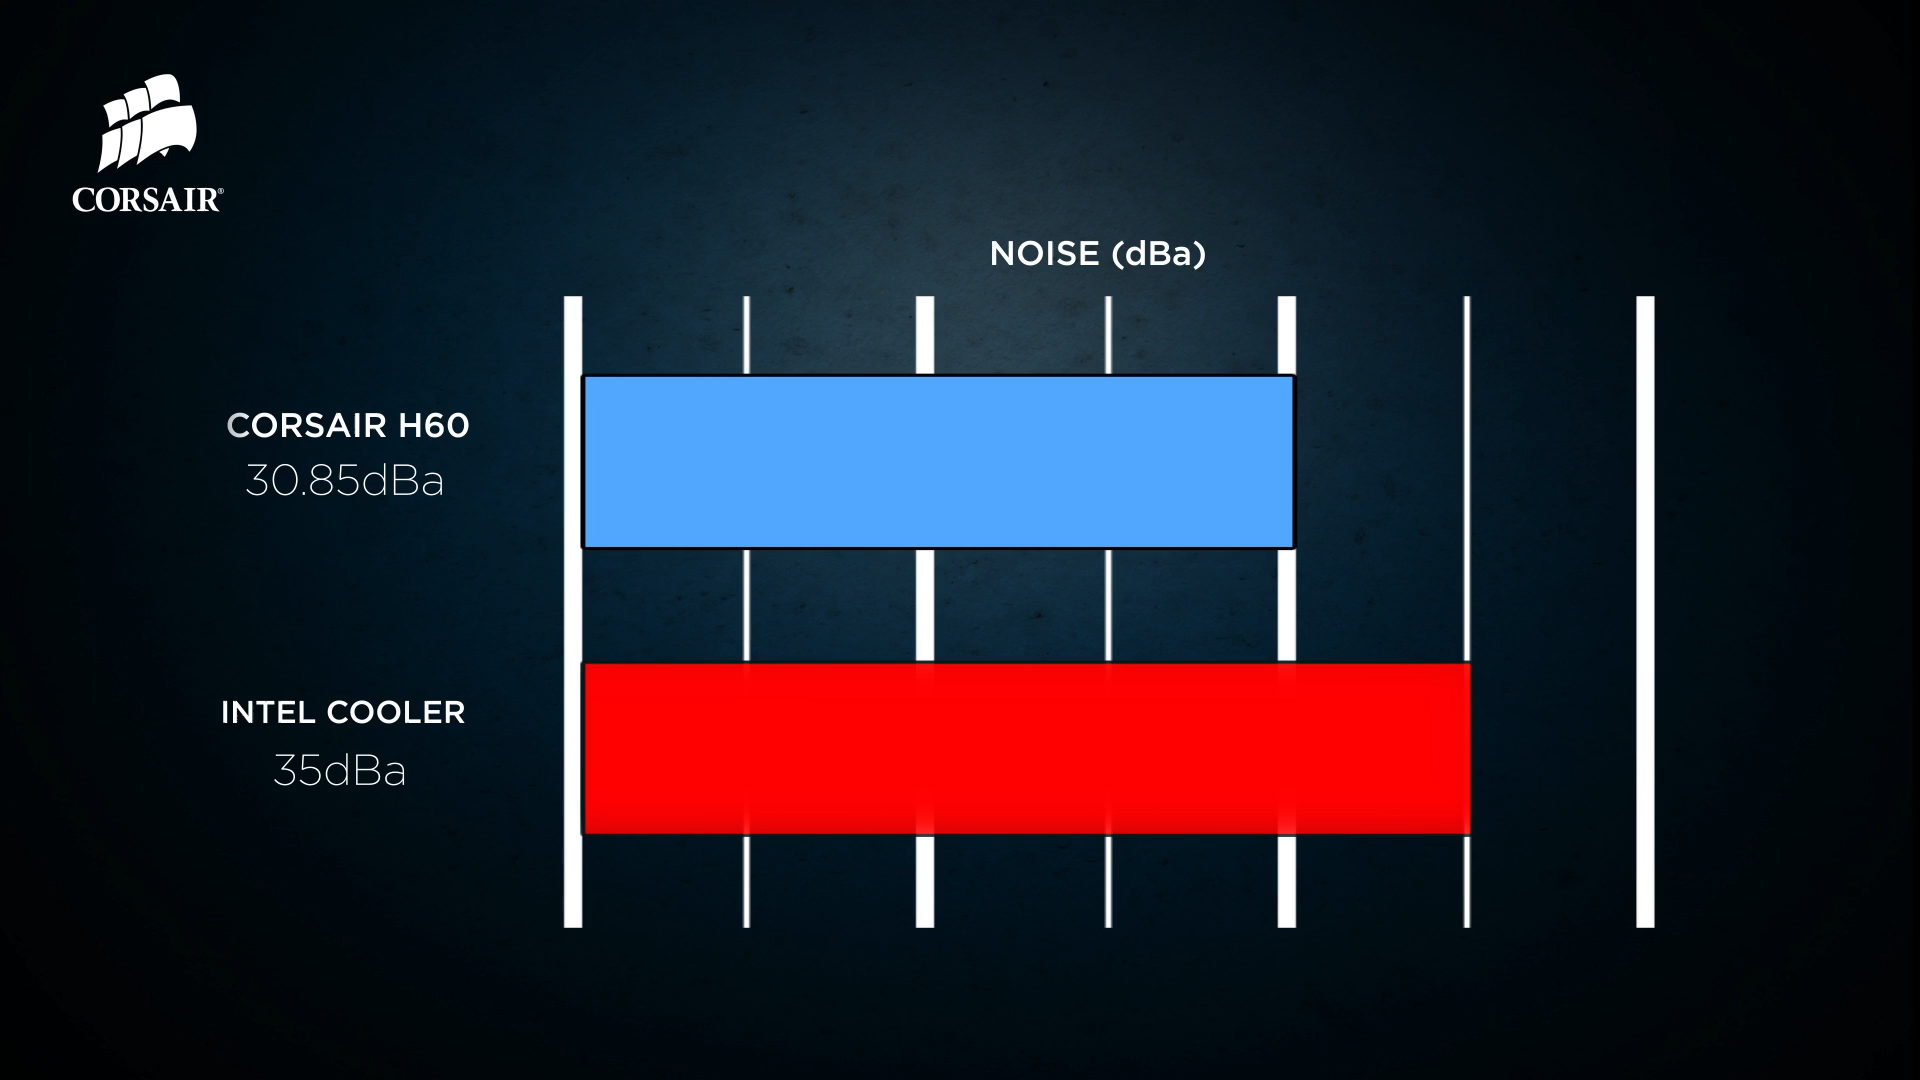 CORSAIR®
NOISE (dBa)
CORSAIR H60
30.85dBa
INTEL COOLER
35dBa